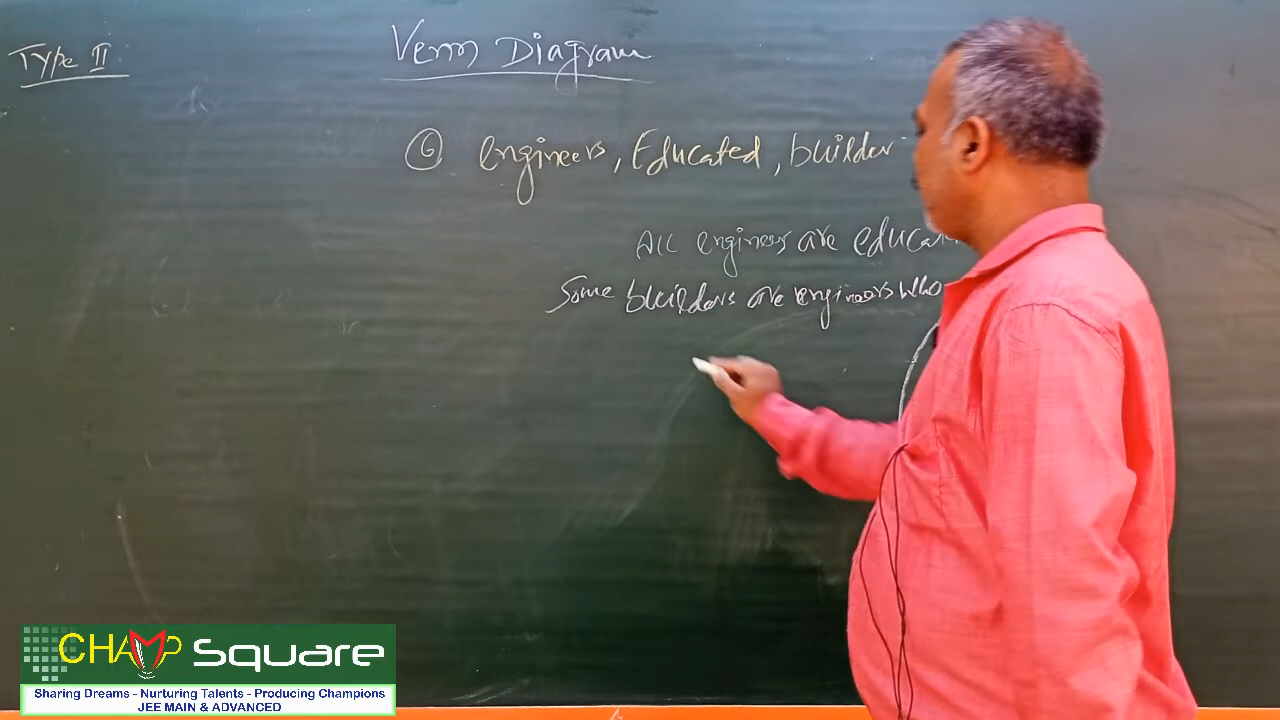 Type II
Venn Diagram
⑥ engineers, Educated, builder
All engineers are educat
Some builders are engineers who
CHAMP Square
Sharing Dreams - Nurturing Talents - Producing Champions
JEE MAIN & ADVANCED